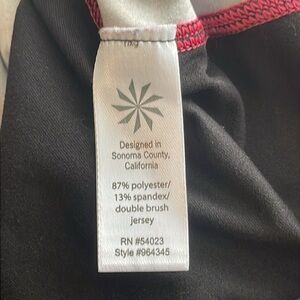 Designed in
Sonoma County,
California
87% polyester/
13% spandex/
double brush
jersey
RN #54023
Style #964345